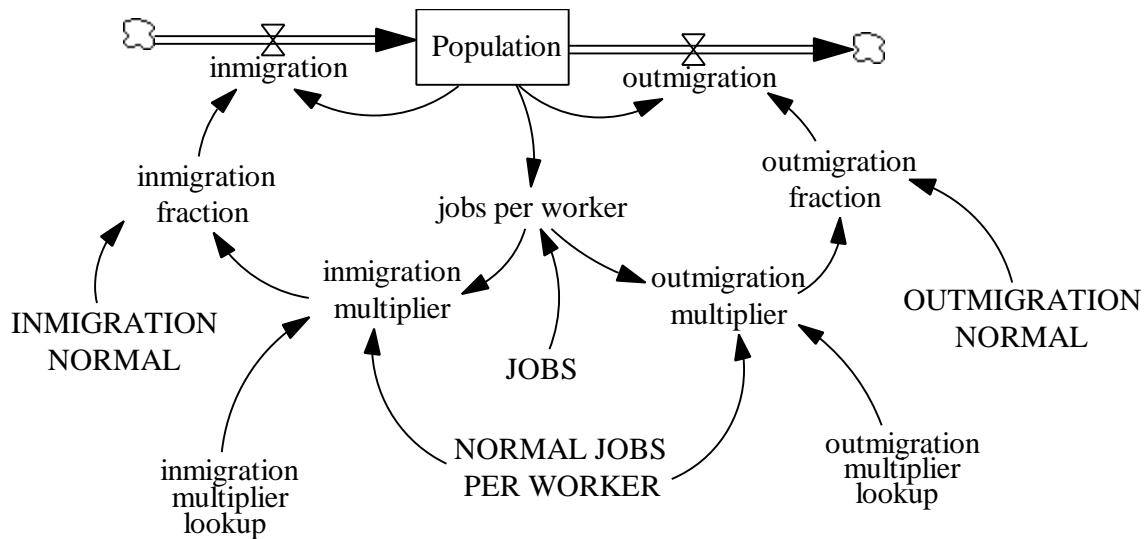 Population
inmigration
outmigration
inmigration
fraction
outmigration
fraction
jobs per worker
inmigration
multiplier
outmigration
multiplier
INMIGRATION
NORMAL
OUTMIGRATION
NORMAL
JOBS
NORMAL JOBS
PER WORKER
inmigration
multiplier
lookup
outmigration
multiplier
lookup